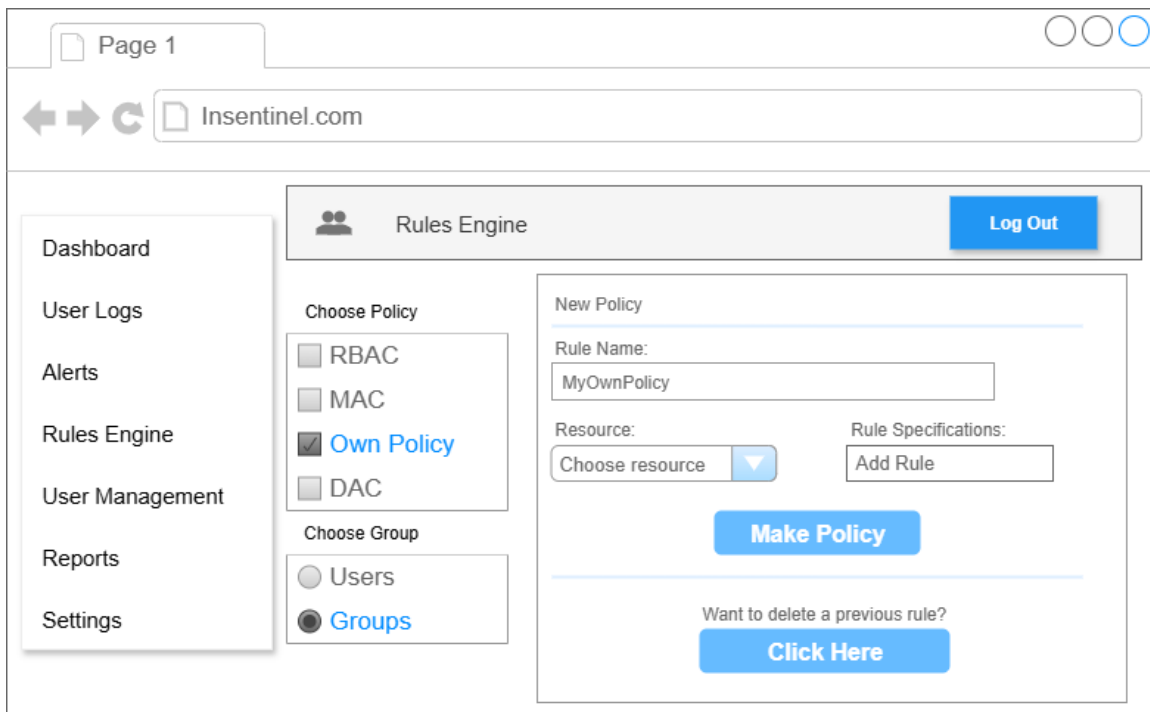 Page 1
Insentinel.com
Rules Engine
Log Out
Dashboard
User Logs
Alerts
Rules Engine
User Management
Reports
Settings
Choose Policy
RBAC
MAC
Own Policy
DAC
Choose Group
Users
Groups
New Policy
Rule Name:
MyOwnPolicy
Resource:
Rule Specifications:
Choose resource
Add Rule
Make Policy
Want to delete a previous rule?
Click Here